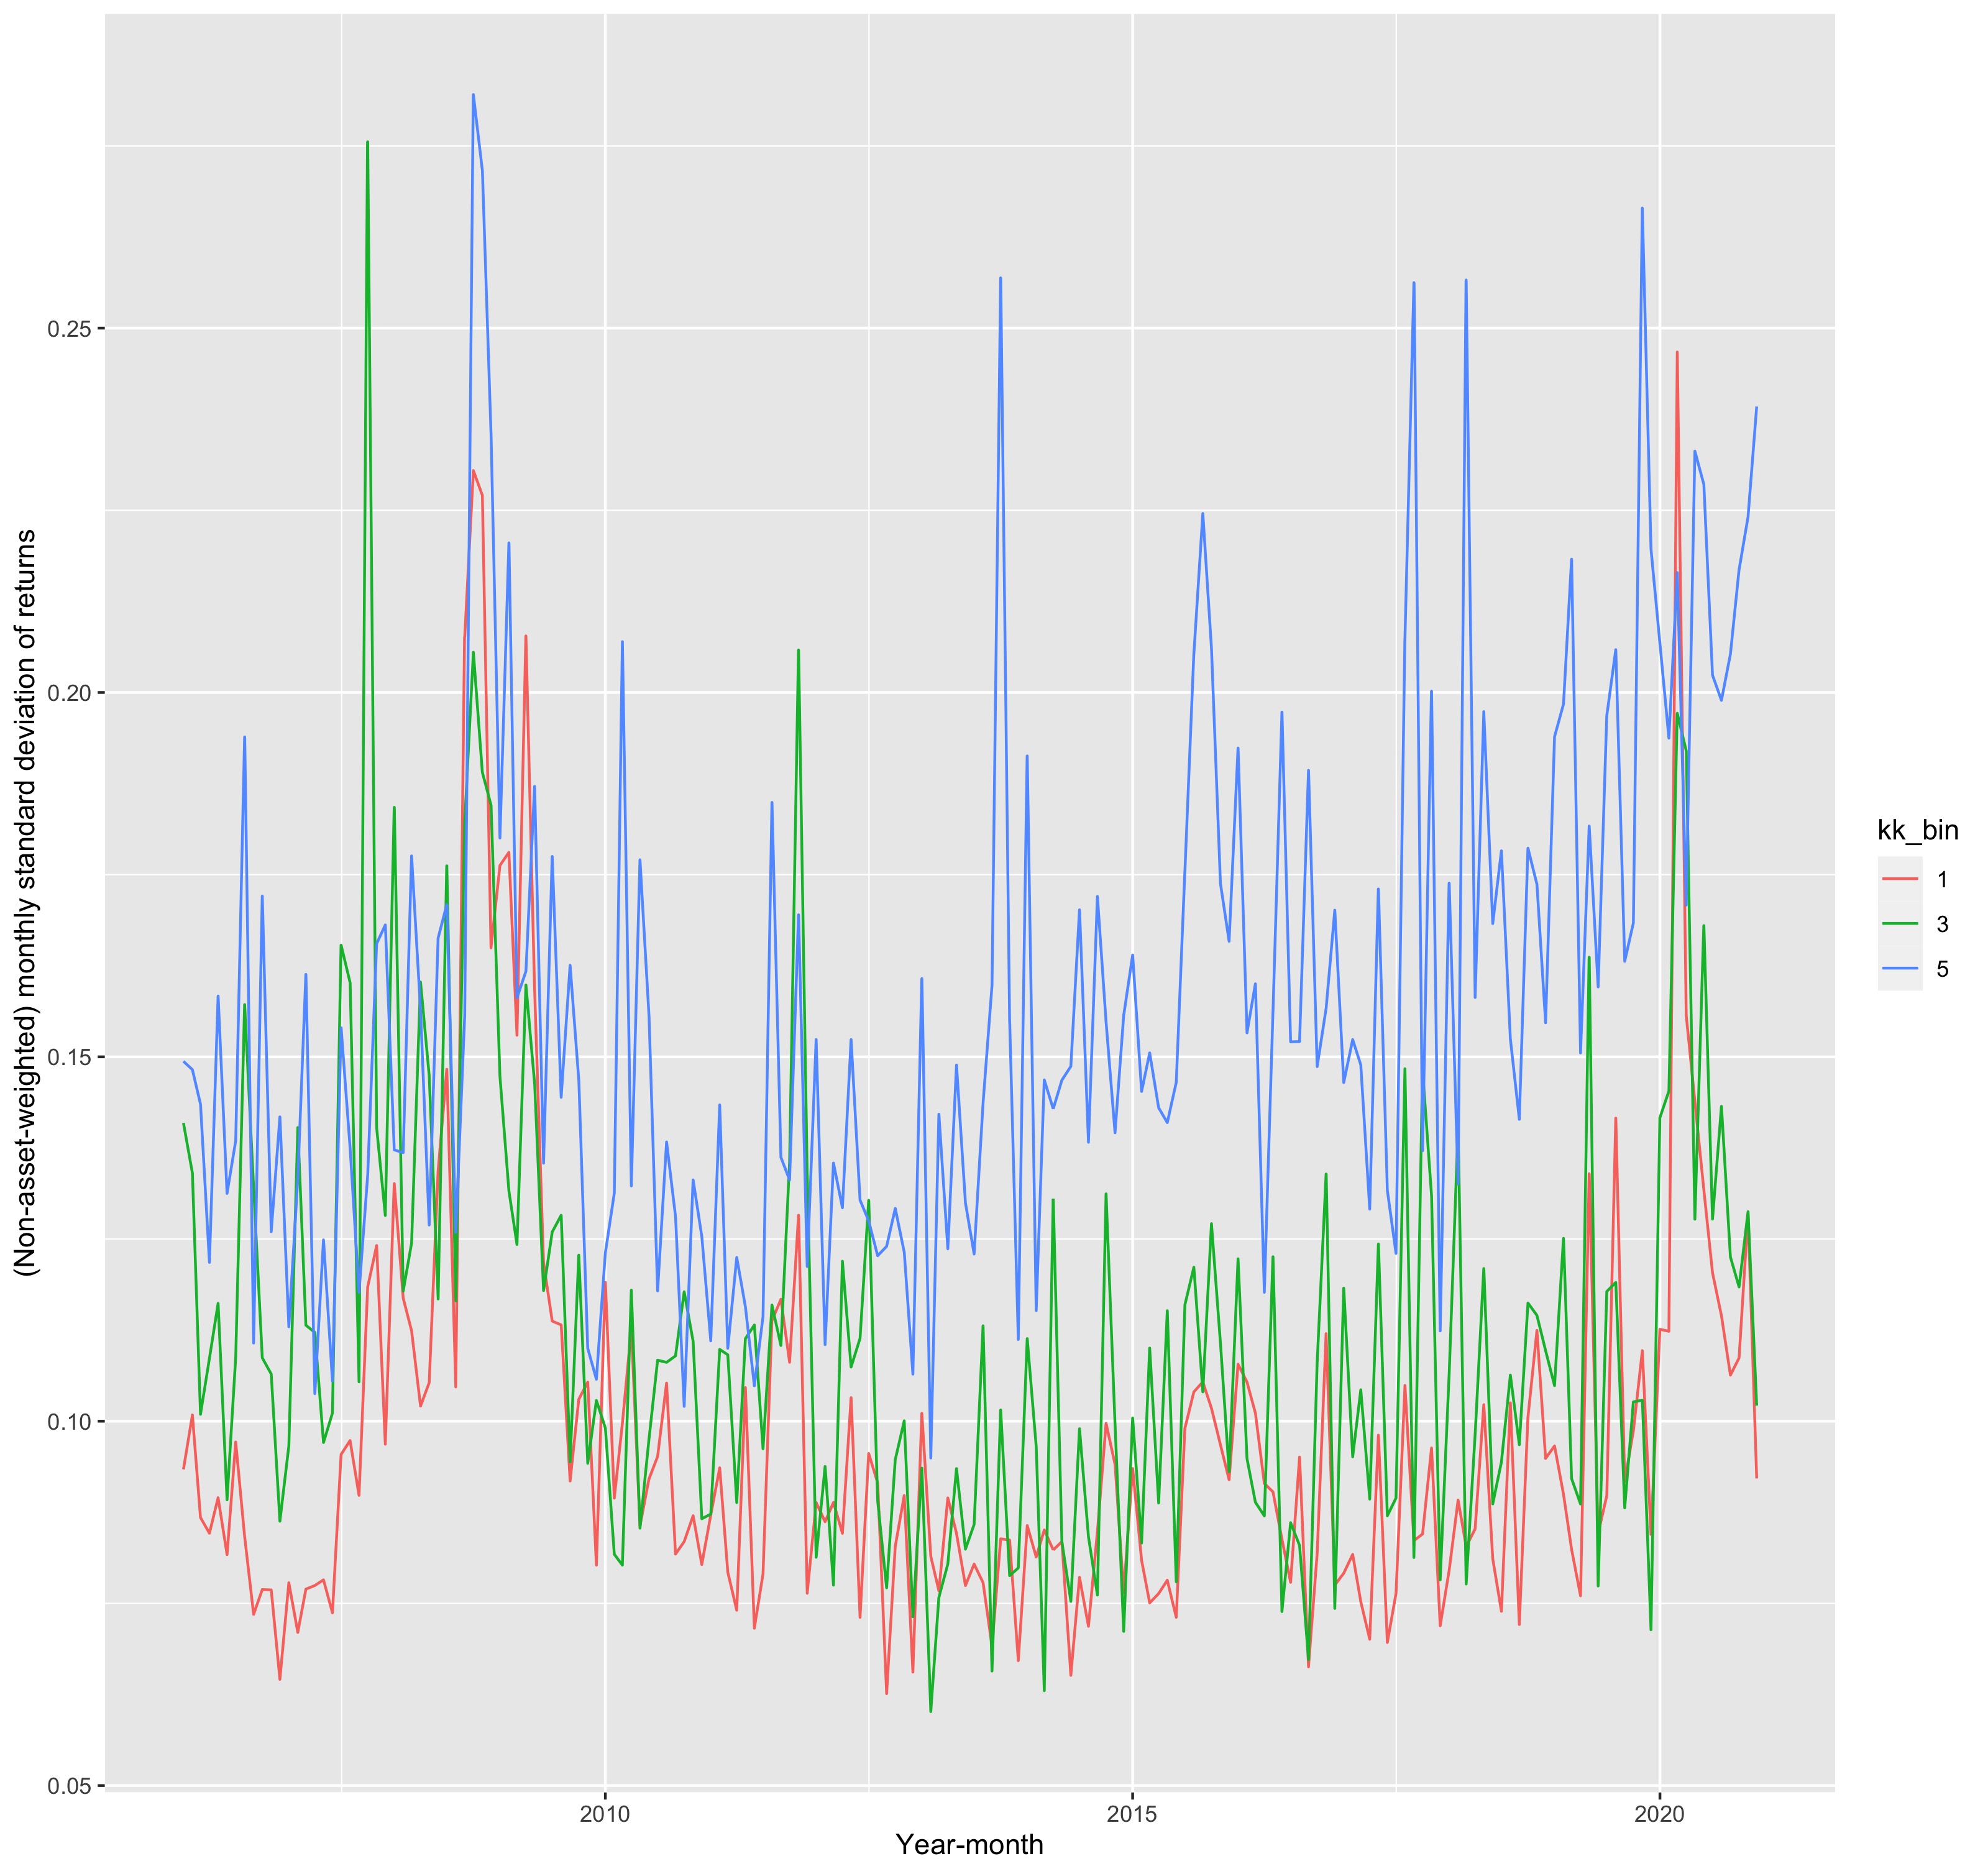 (Non-asset-weighted) monthly standard deviation of returns
0.25
0.20
0.15
0.10
0.05
2010 2015 2020
Year-month
kk_bin
1
3
5